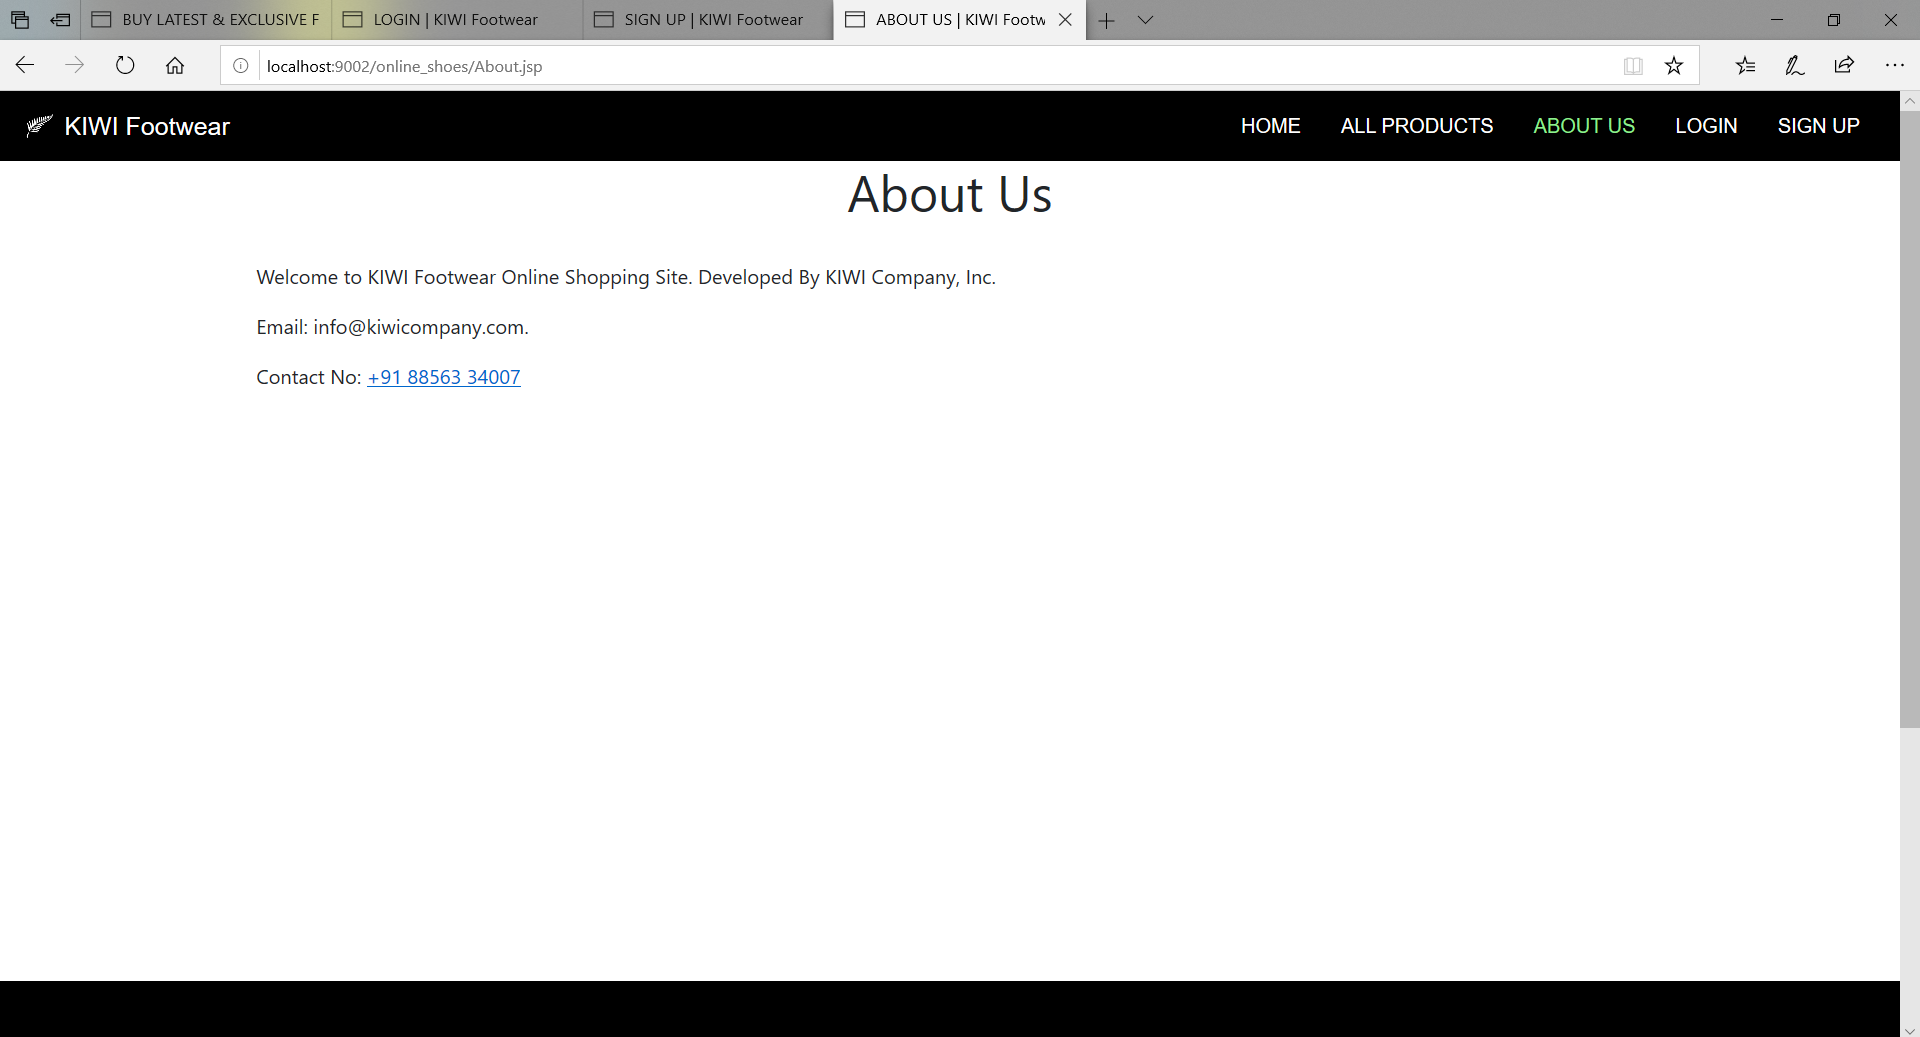 BUY LATEST & EXCLUSIVE F
LOGIN | KIWI Footwear
SIGN UP | KIWI Footwear
ABOUT US | KIWI Footw
localhost:9002/online_shoes/About.jsp
KIWI Footwear
HOME
ALL PRODUCTS
ABOUT US
LOGIN
SIGN UP
About Us
Welcome to KIWI Footwear Online Shopping Site. Developed By KIWI Company, Inc.
Email: info@kiwicompany.com.
Contact No: +91 88563 34007